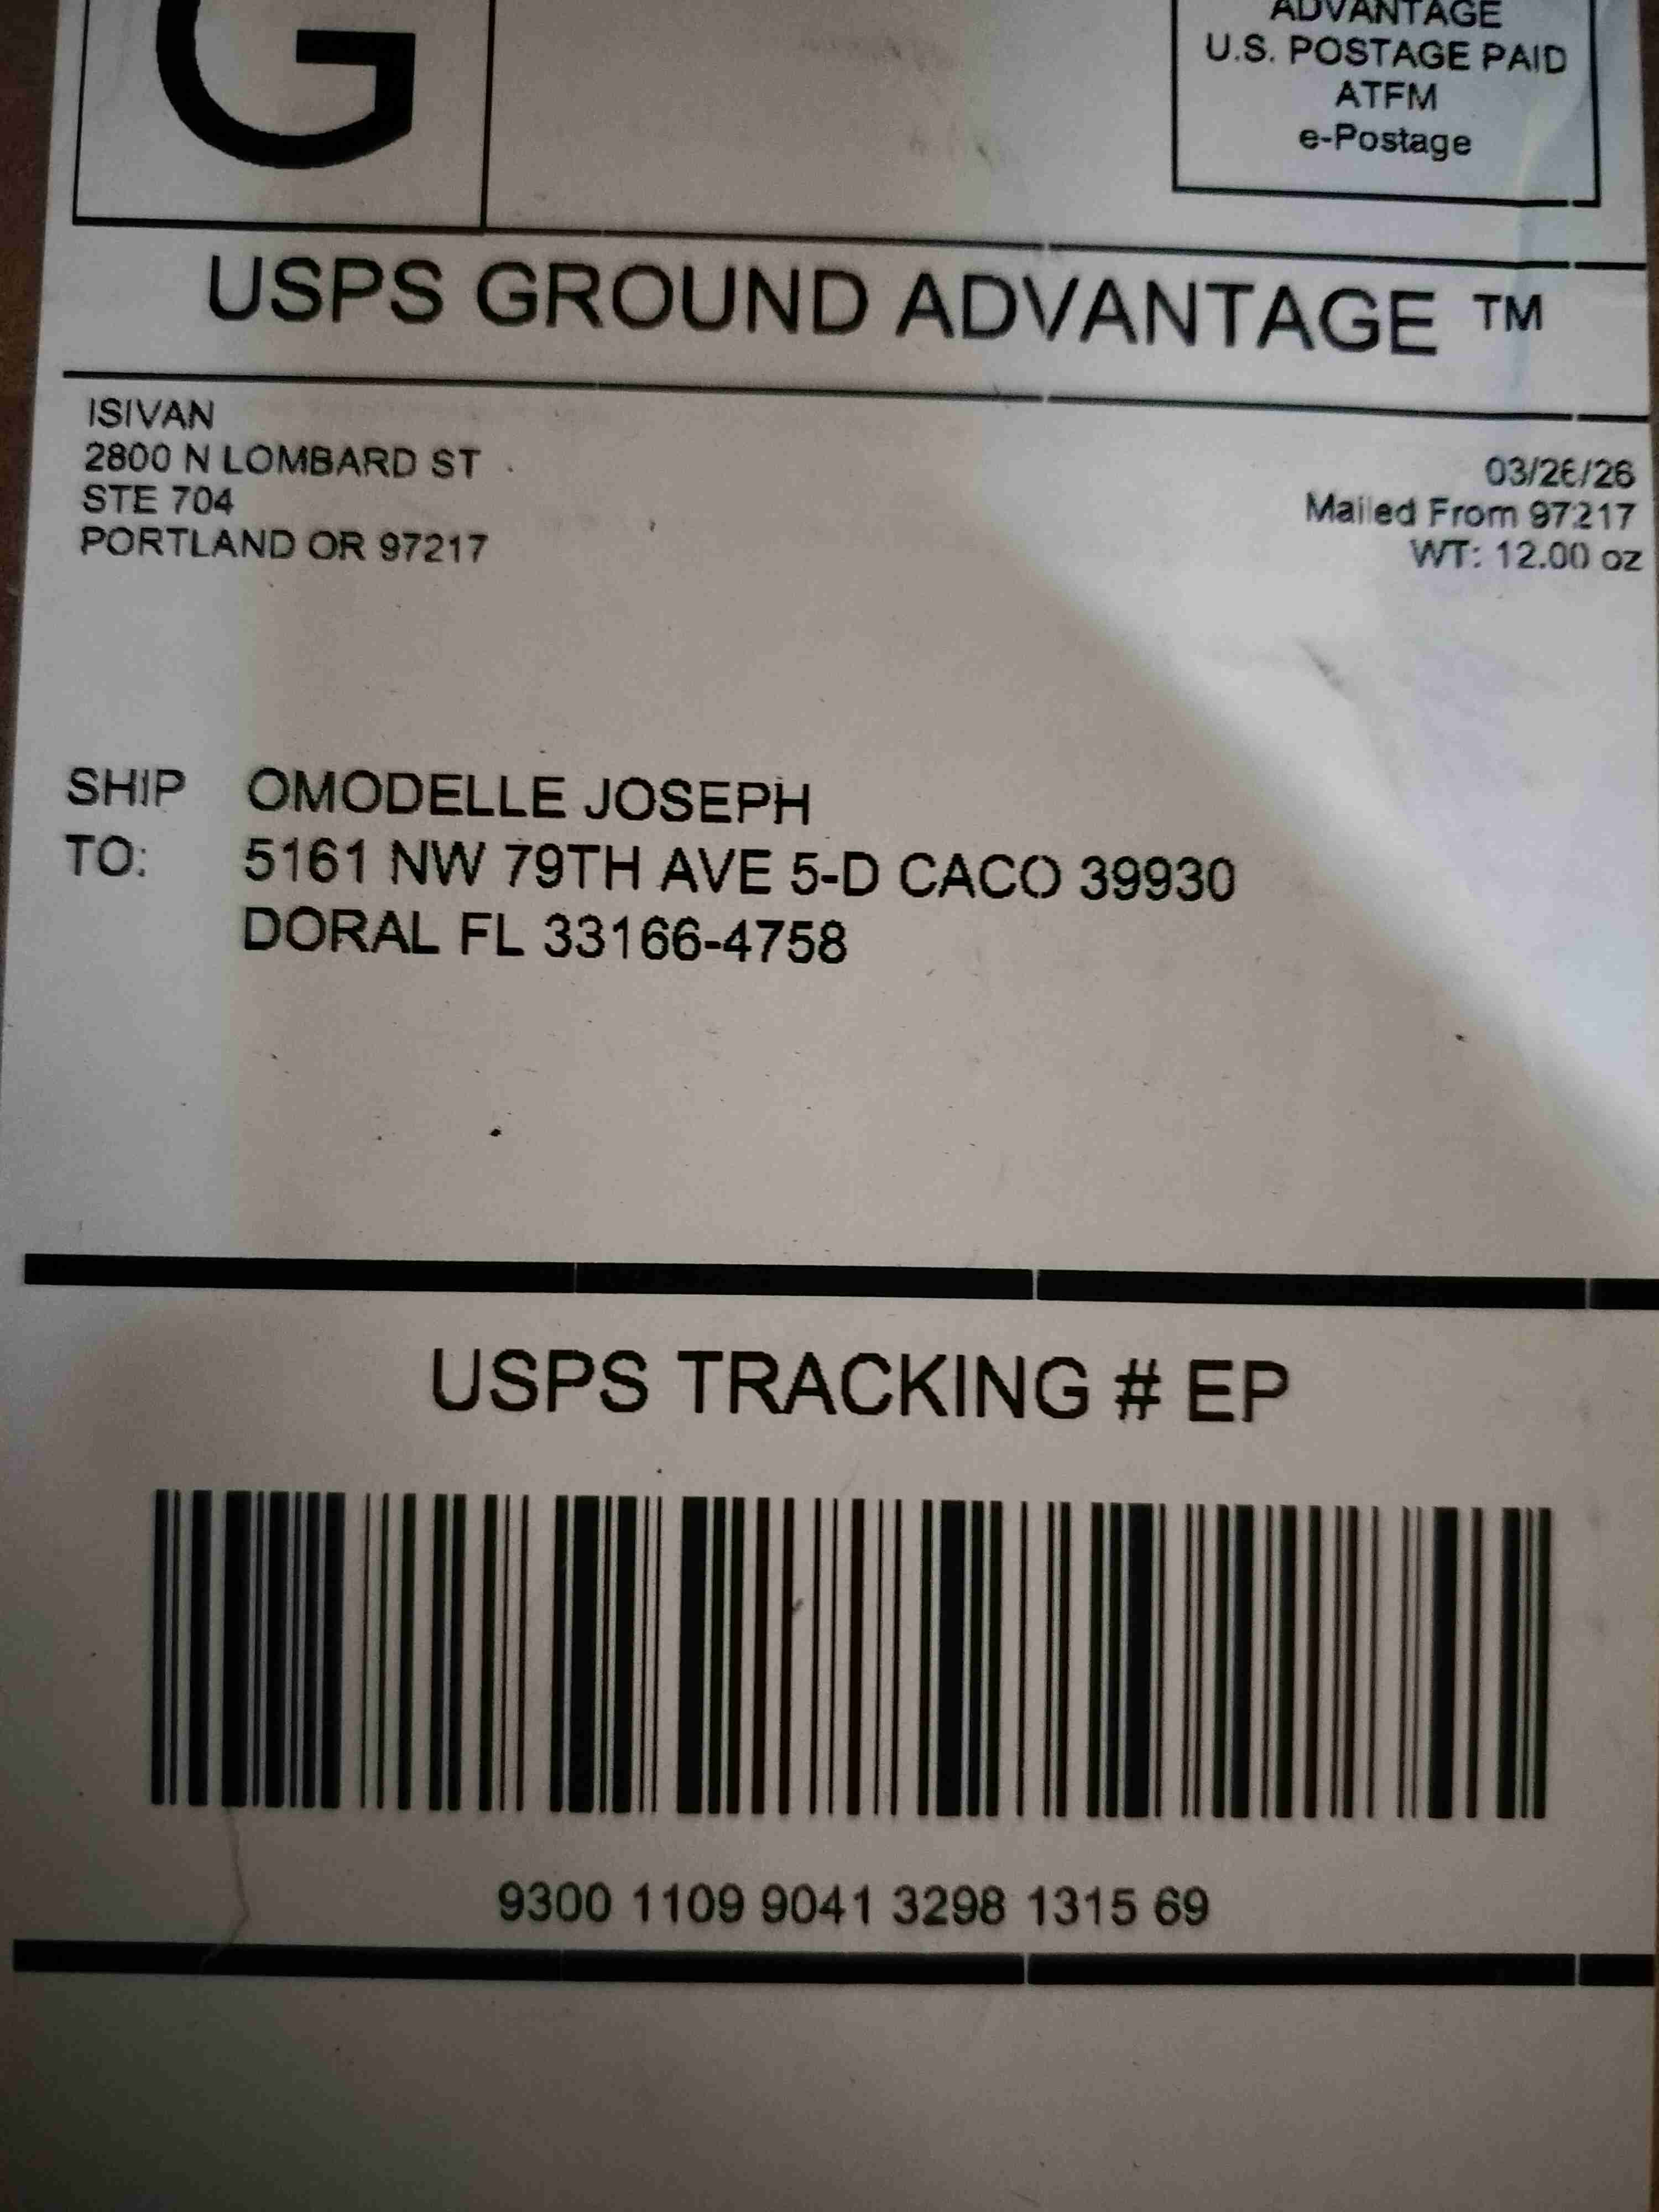 G
ADVANTAGE
U.S. POSTAGE PAID
ATFM
e-Postage
USPS GROUND ADVANTAGE ™
ISIVAN
2800 N LOMBARD ST
STE 704
PORTLAND OR 97217
03/26/26
Mailed From 97217
WT: 12.00 oz
SHIP TO:
OMODELLE JOSEPH
5161 NW 79TH AVE 5-D CACO 39930
DORAL FL 33166-4758
USPS TRACKING # EP
9300 1109 9041 3298 1315 69